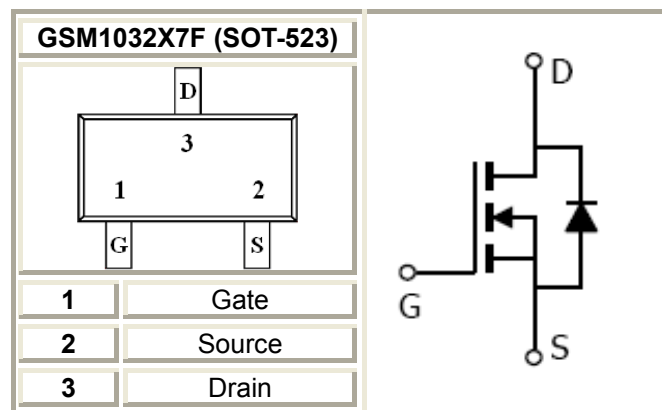 GSM1032X7F (SOT-523)
D
3
1 2
G S
1 Gate
2 Source
3 Drain
D
G
S